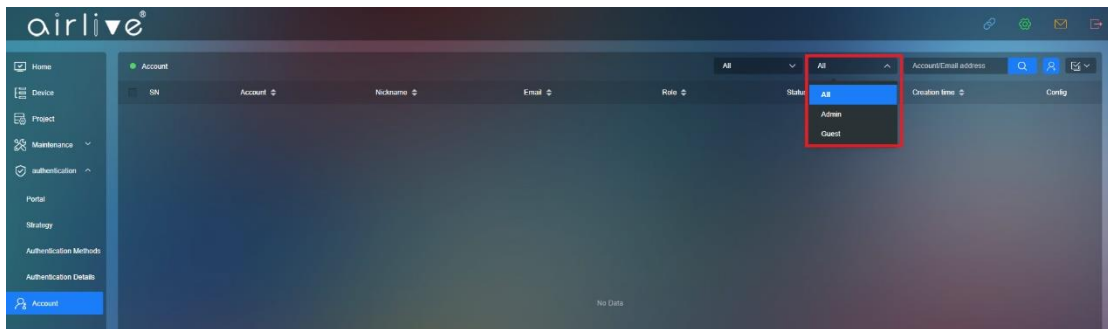 airlive®
Home
Device
Project
Maintenance
authentication
Portal
Strategy
Authentication Methods
Authentication Details
Account
Account
All
All
Account/Email address
All
Admin
Guest
SN
Account
Nickname
Email
Role
Status
Creation time
Config
No Data